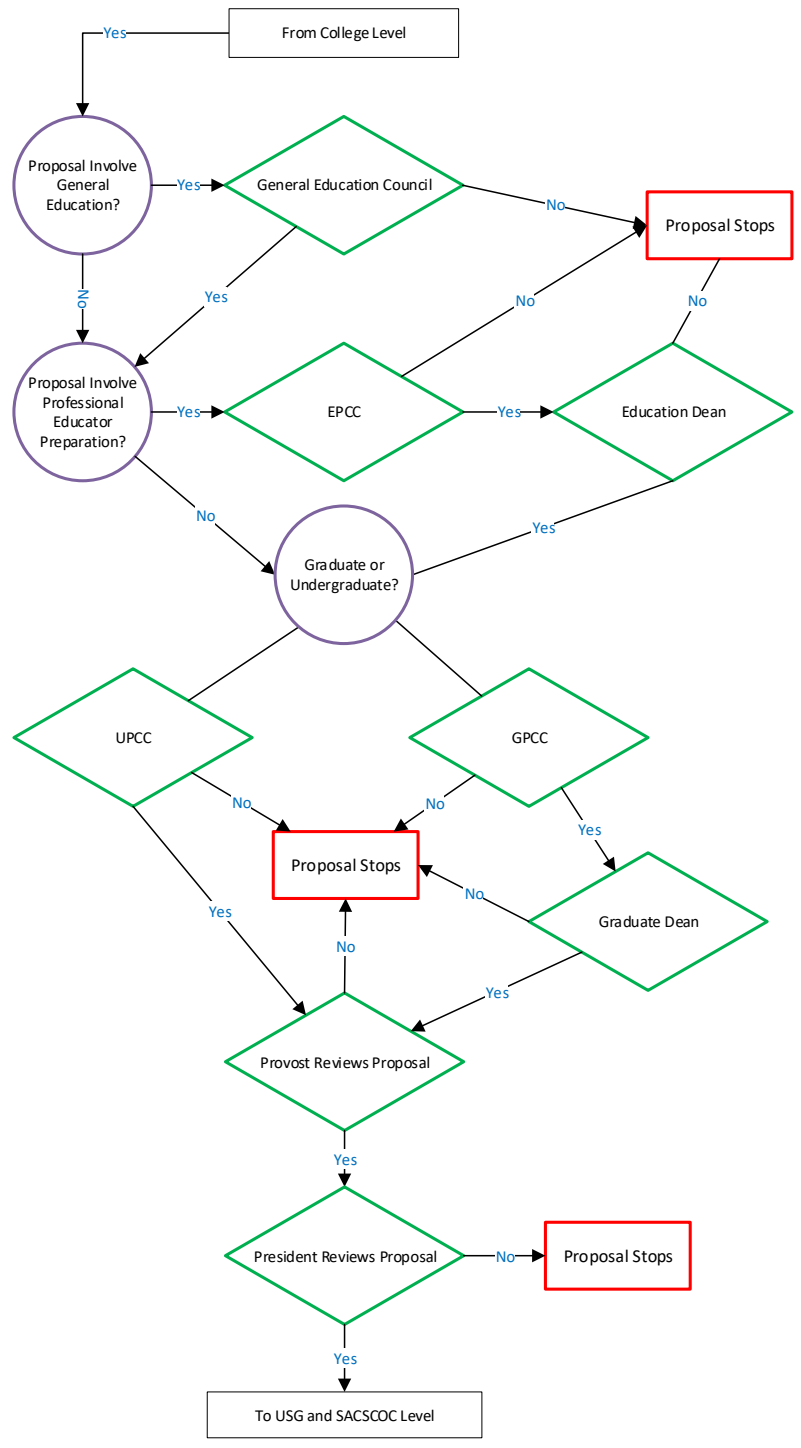 From College Level
Yes
Proposal Involve
General
Education?
Yes
General Education Council
No
Proposal Stops
No
Yes
No
No
Proposal Involve
Professional
Educator
Preparation?
Yes
EPCC
Yes
Education Dean
No
Yes
Graduate or
Undergraduate?
UPCC
GPCC
No
No
Yes
Proposal Stops
Yes
No
Graduate Dean
No
Yes
Provost Reviews Proposal
Yes
President Reviews Proposal
No
Proposal Stops
Yes
To USG and SACSCOC Level